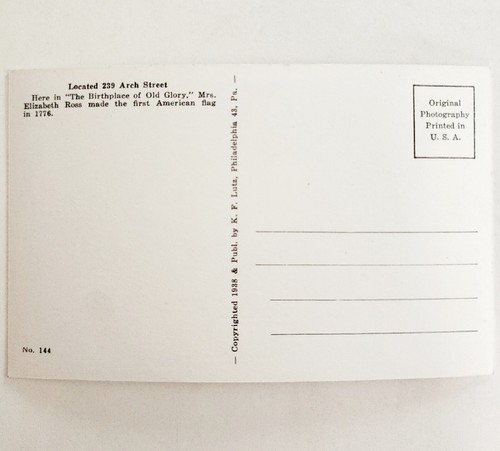 Located 239 Arch Street
Here in "The Birthplace of Old Glory," Mrs.
Elizabeth Ross made the first American flag
in 1776.
No. 144
— Copyrighted 1938 & Publ. by K. F. Lutz, Philadelphia 43, Pa. —
Original
Photography
Printed in
U. S. A.